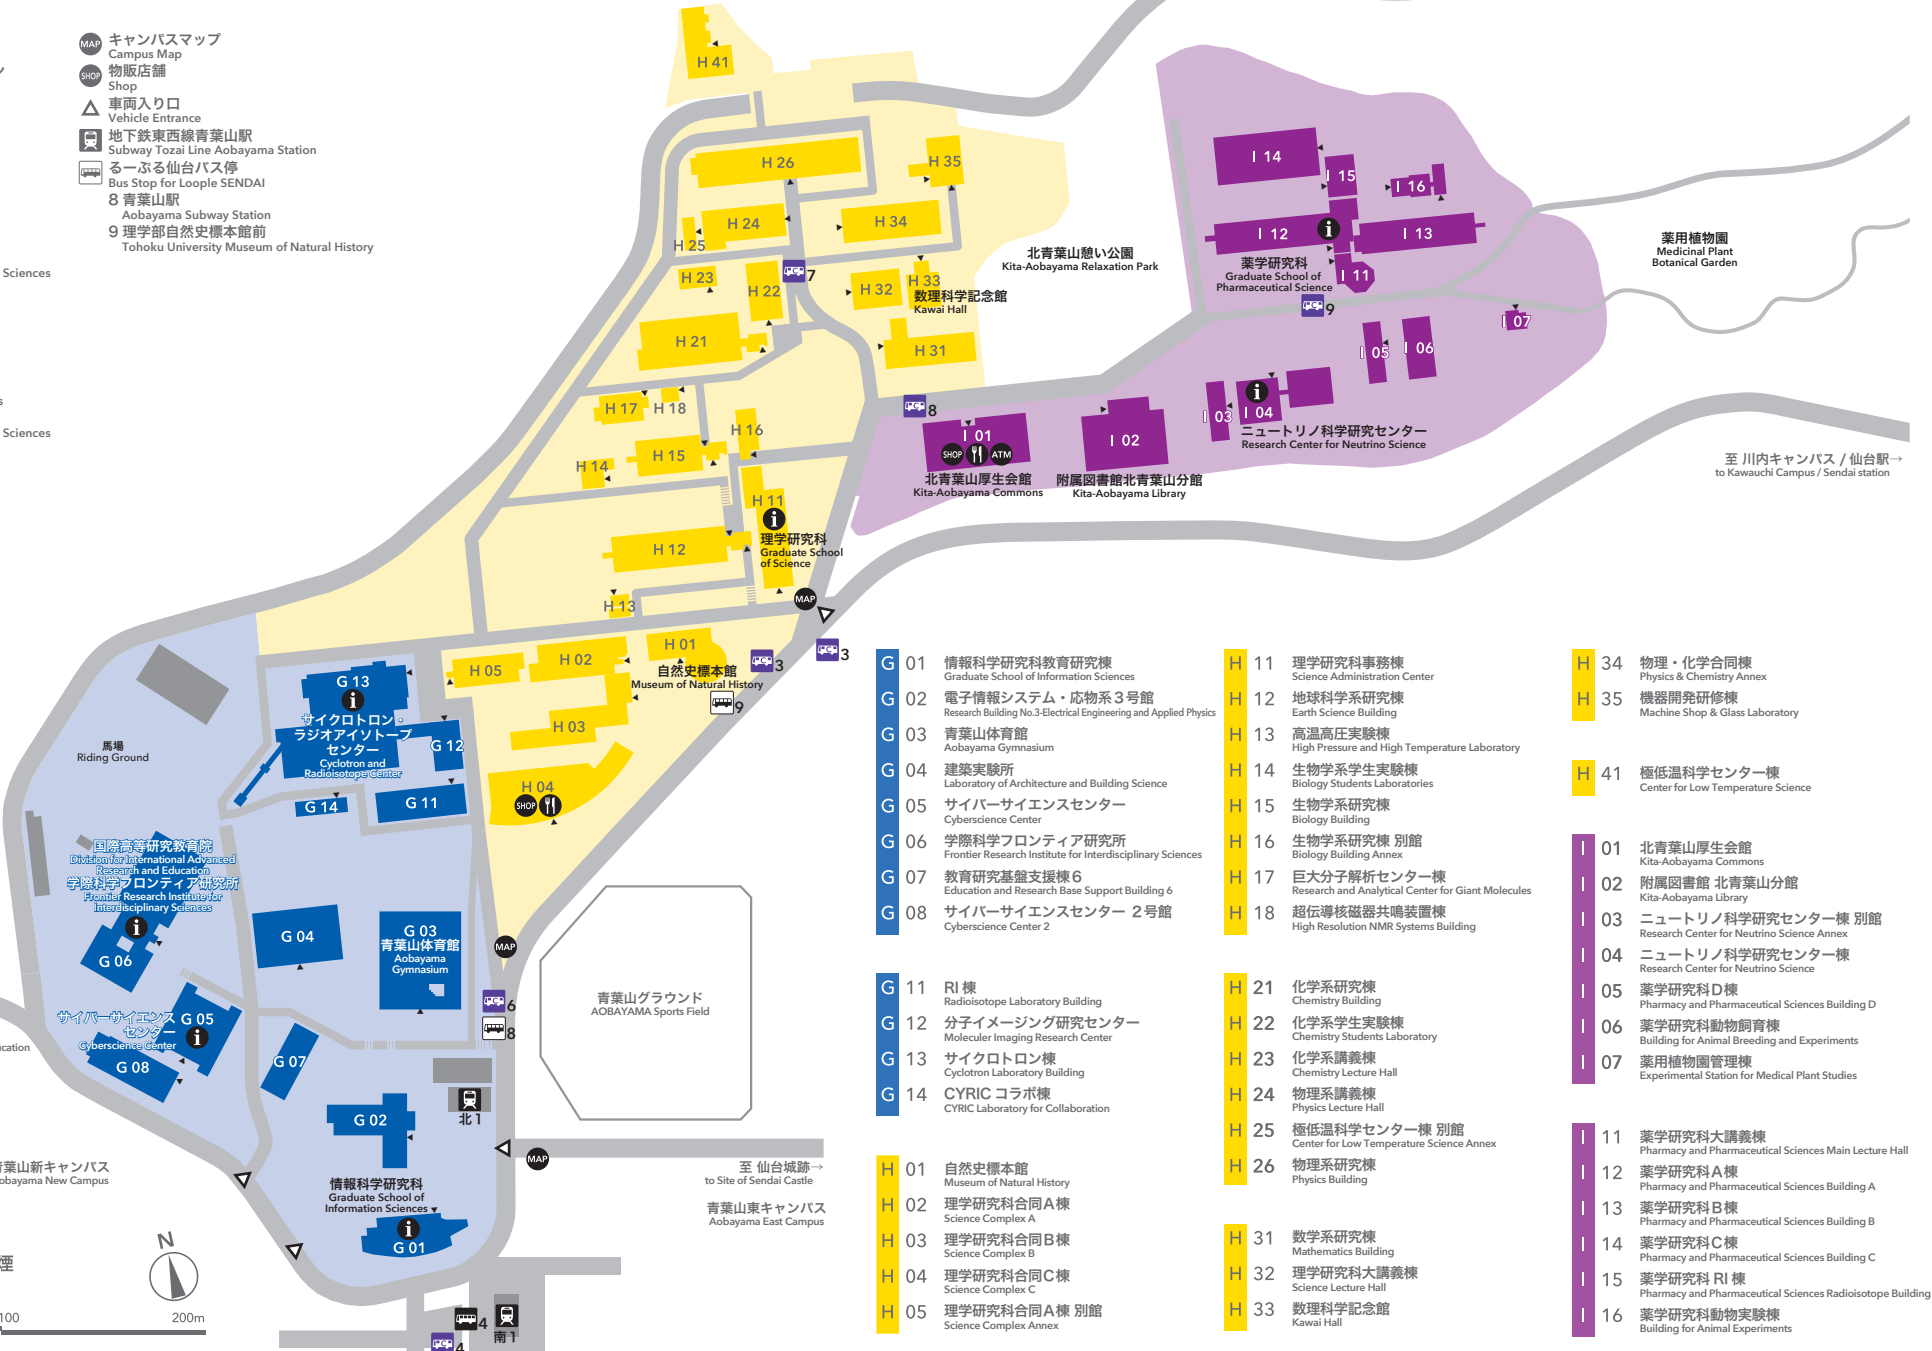 キャンパスマップ
Campus Map
物販店舗
Shop
車両入り口
Vehicle Entrance
地下鉄東西線青葉山駅
Subway Tozai Line Aobayama Station
るーぷる仙台バス停
Bus Stop for Loople SENDAI
8 青葉山駅
Aobayama Subway Station
9 理学部自然史標本館前
Tohoku University Museum of Natural History
MAP
SHOP
Sciences
Sciences
H 41
H 26
H 35
H 24
H 34
H 25
H 23
H 22
7
H 32
H 33
数理科学記念館
Kawai Hall
H 21
H 31
H 17
H 18
H 16
H 15
H 14
H 11
理学研究科
Graduate School
of Science
H 12
H 13
MAP
3
3
H 01
自然史標本館
Museum of Natural History
9
H 02
H 05
H 03
H 04
SHOP
北青葉山憩い公園
Kita-Aobayama Relaxation Park
I 14
I 15
I 16
I 12
I 13
薬学研究科
Graduate School of
Pharmaceutical Science
I 11
9
薬用植物園
Medicinal Plant
Botanical Garden
I 07
I 05
I 06
I 03
I 04
ニュートリノ科学研究センター
Research Center for Neutrino Science
8
I 01
SHOP
ATM
北青葉山厚生会館
Kita-Aobayama Commons
I 02
附属図書館北青葉山分館
Kita-Aobayama Library
至 川内キャンパス / 仙台駅→
to Kawauchi Campus / Sendai station
G 13
サイクロトロン・
ラジオアイソトープ
センター
Cyclotron and
Radioisotope Center
G 12
G 14
G 11
馬場
Riding Ground
国際高等研究教育院
Division for International Advanced
Research and Education
学際科学フロンティア研究所
Frontier Research Institute for
Interdisciplinary Sciences
G 06
G 04
G 03
青葉山体育館
Aobayama
Gymnasium
MAP
6
8
青葉山グラウンド
AOBAYAMA Sports Field
サイバーサイエンス
センター
Cyberscience Center
G 05
G 08
G 07
G 02
北1
MAP
至 仙台城跡→
to Site of Sendai Castle
青葉山東キャンパス
Aobayama East Campus
情報科学研究科
Graduate School of
Information Sciences
G 01
青葉山新キャンパス
Aobayama New Campus
N
100
200m
4
4
南1
G 01 情報科学研究科教育研究棟
Graduate School of Information Sciences
G 02 電子情報システム・応物系3号館
Research Building No.3-Electrical Engineering and Applied Physics
G 03 青葉山体育館
Aobayama Gymnasium
G 04 建築実験所
Laboratory of Architecture and Building Science
G 05 サイバーサイエンスセンター
Cyberscience Center
G 06 学際科学フロンティア研究所
Frontier Research Institute for Interdisciplinary Sciences
G 07 教育研究基盤支援棟6
Education and Research Base Support Building 6
G 08 サイバーサイエンスセンター 2号館
Cyberscience Center 2
G 11 RI 棟
Radioisotope Laboratory Building
G 12 分子イメージング研究センター
Moleculer Imaging Research Center
G 13 サイクロトロン棟
Cyclotron Laboratory Building
G 14 CYRIC コラボ棟
CYRIC Laboratory for Collaboration
H 01 自然史標本館
Museum of Natural History
H 02 理学研究科合同A棟
Science Complex A
H 03 理学研究科合同B棟
Science Complex B
H 04 理学研究科合同C棟
Science Complex C
H 05 理学研究科合同A棟 別館
Science Complex Annex
H 11 理学研究科事務棟
Science Administration Center
H 12 地球科学系研究棟
Earth Science Building
H 13 高温高圧実験棟
High Pressure and High Temperature Laboratory
H 14 生物学系学生実験棟
Biology Students Laboratories
H 15 生物学系研究棟
Biology Building
H 16 生物学系研究棟 別館
Biology Building Annex
H 17 巨大分子解析センター棟
Research and Analytical Center for Giant Molecules
H 18 超伝導核磁器共鳴装置棟
High Resolution NMR Systems Building
H 21 化学系研究棟
Chemistry Building
H 22 化学系学生実験棟
Chemistry Students Laboratory
H 23 化学系講義棟
Chemistry Lecture Hall
H 24 物理系講義棟
Physics Lecture Hall
H 25 極低温科学センター棟 別館
Center for Low Temperature Science Annex
H 26 物理系研究棟
Physics Building
H 31 数学系研究棟
Mathematics Building
H 32 理学研究科大講義棟
Science Lecture Hall
H 33 数理科学記念館
Kawai Hall
H 34 物理・化学合同棟
Physics & Chemistry Annex
H 35 機器開発研修棟
Machine Shop & Glass Laboratory
H 41 極低温科学センター棟
Center for Low Temperature Science
I 01 北青葉山厚生会館
Kita-Aobayama Commons
I 02 附属図書館 北青葉山分館
Kita-Aobayama Library
I 03 ニュートリノ科学研究センター棟 別館
Research Center for Neutrino Science Annex
I 04 ニュートリノ科学研究センター棟
Research Center for Neutrino Science
I 05 薬学研究科D棟
Pharmacy and Pharmaceutical Sciences Building D
I 06 薬学研究科動物飼育棟
Building for Animal Breeding and Experiments
I 07 薬用植物園管理棟
Experimental Station for Medical Plant Studies
I 11 薬学研究科大講義棟
Pharmacy and Pharmaceutical Sciences Main Lecture Hall
I 12 薬学研究科A棟
Pharmacy and Pharmaceutical Sciences Building A
I 13 薬学研究科B棟
Pharmacy and Pharmaceutical Sciences Building B
I 14 薬学研究科C棟
Pharmacy and Pharmaceutical Sciences Building C
I 15 薬学研究科 RI 棟
Pharmacy and Pharmaceutical Sciences Radioisotope Building
I 16 薬学研究科動物実験棟
Building for Animal Experiments